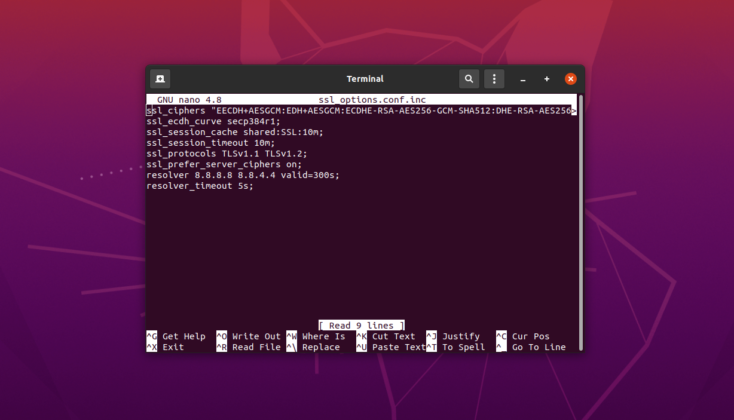 Terminal
GNU nano 4.8 ssl_options.conf.inc
ssl_ciphers "EECDH+AESGCM:EDH+AESGCM:ECDHE-RSA-AES256-GCM-SHA512:DHE-RSA-AES256>
ssl_ecdh_curve secp384r1;
ssl_session_cache shared:SSL:10m;
ssl_session_timeout 10m;
ssl_protocols TLSv1.1 TLSv1.2;
ssl_prefer_server_ciphers on;
resolver 8.8.8.8 8.8.4.4 valid=300s;
resolver_timeout 5s;
[ Read 9 lines ]
^G Get Help ^O Write Out ^W Where Is ^K Cut Text ^J Justify ^C Cur Pos
^X Exit ^R Read File ^\ Replace ^U Paste Text ^T To Spell ^_ Go To Line